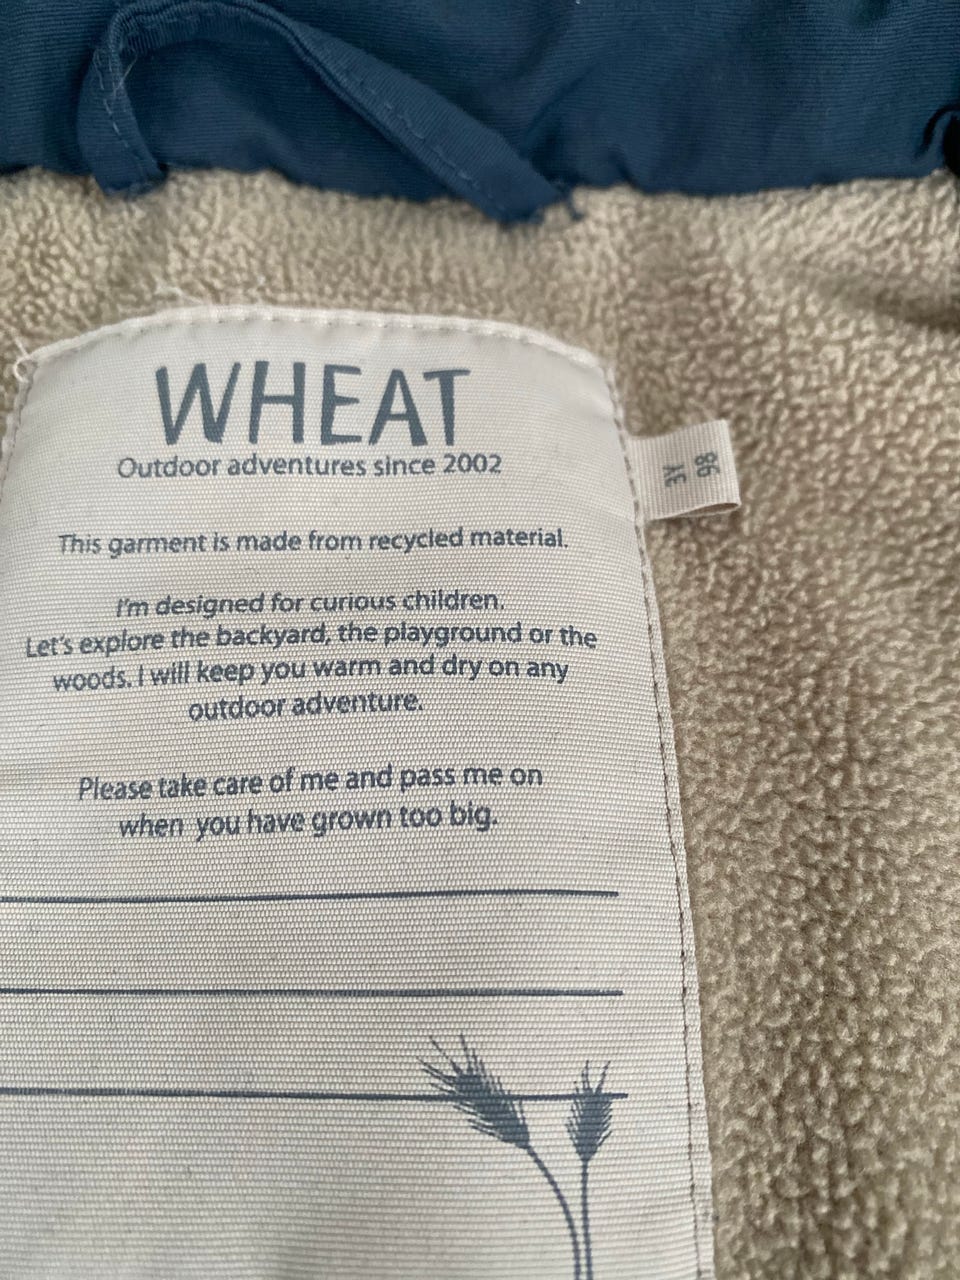 WHEAT
Outdoor adventures since 2002
3Y
98
This garment is made from recycled material.
I'm designed for curious children.
Let's explore the backyard, the playground or the
woods. I will keep you warm and dry on any
outdoor adventure.
Please take care of me and pass me on
when you have grown too big.